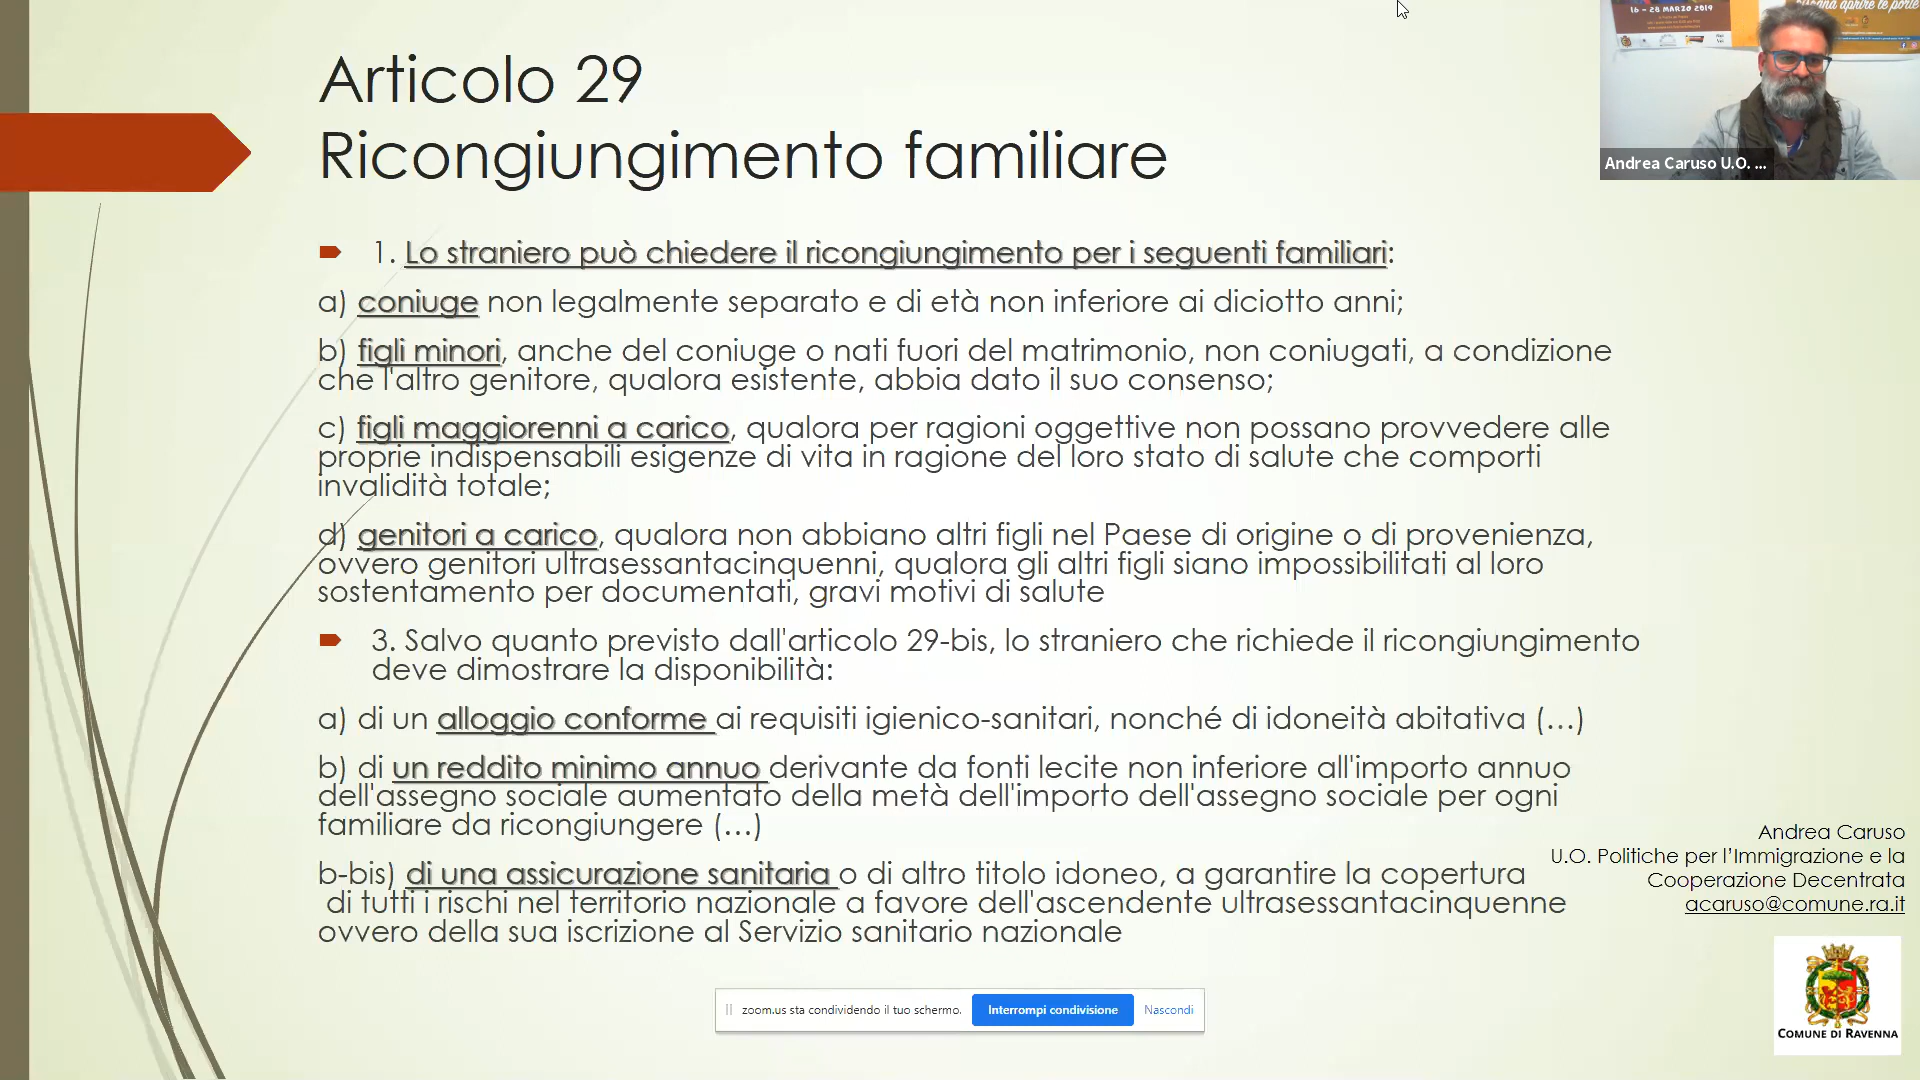 16 - 28 MARZO 2019
aprire le porte
Andrea Caruso U.O. ...
Articolo 29
Ricongiungimento familiare
1. Lo straniero può chiedere il ricongiungimento per i seguenti familiari:
a) coniuge non legalmente separato e di età non inferiore ai diciotto anni;
b) figli minori, anche del coniuge o nati fuori del matrimonio, non coniugati, a condizione
che l'altro genitore, qualora esistente, abbia dato il suo consenso;
c) figli maggiorenni a carico, qualora per ragioni oggettive non possano provvedere alle
proprie indispensabili esigenze di vita in ragione del loro stato di salute che comporti
invalidità totale;
d) genitori a carico, qualora non abbiano altri figli nel Paese di origine o di provenienza,
ovvero genitori ultrasessantacinquenni, qualora gli altri figli siano impossibilitati al loro
sostentamento per documentati, gravi motivi di salute
3. Salvo quanto previsto dall'articolo 29-bis, lo straniero che richiede il ricongiungimento
deve dimostrare la disponibilità:
a) di un alloggio conforme ai requisiti igienico-sanitari, nonché di idoneità abitativa (...)
b) di un reddito minimo annuo derivante da fonti lecite non inferiore all'importo annuo
dell'assegno sociale aumentato della metà dell'importo dell'assegno sociale per ogni
familiare da ricongiungere (...)
b-bis) di una assicurazione sanitaria o di altro titolo idoneo, a garantire la copertura
di tutti i rischi nel territorio nazionale a favore dell'ascendente ultrasessantacinquenne
ovvero della sua iscrizione al Servizio sanitario nazionale
Andrea Caruso
U.O. Politiche per l’Immigrazione e la
Cooperazione Decentrata
acaruso@comune.ra.it
COMUNE DI RAVENNA
zoom.us sta condividendo il tuo schermo.
Interrompi condivisione
Nascondi